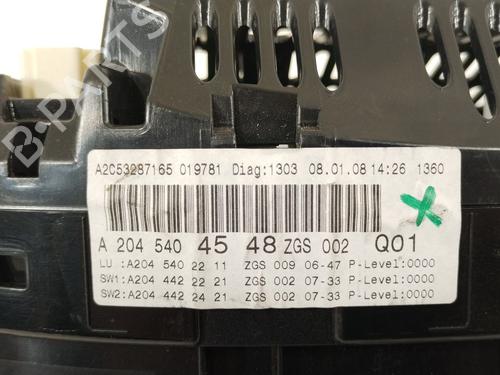 B-PARTS
A2C53287165 019781 Diag:1303 08.01.08 14:26 1360
A 204 540 45 48 ZGS 002 Q01
LU :A204 540 22 11 ZGS 009 06-47 P-Level:0000
SW1:A204 442 22 21 ZGS 002 07-33 P-Level:0000
SW2:A204 442 24 21 ZGS 002 07-33 P-Level:0000